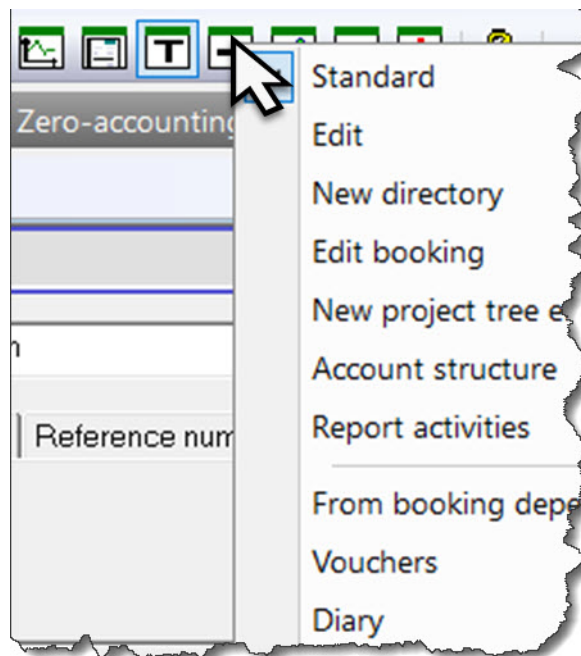 T
Zero-accounting
Standard
Edit
New directory
Edit booking
New project tree
Account structure
Reference num
Report activities
From booking depe
Vouchers
Diary